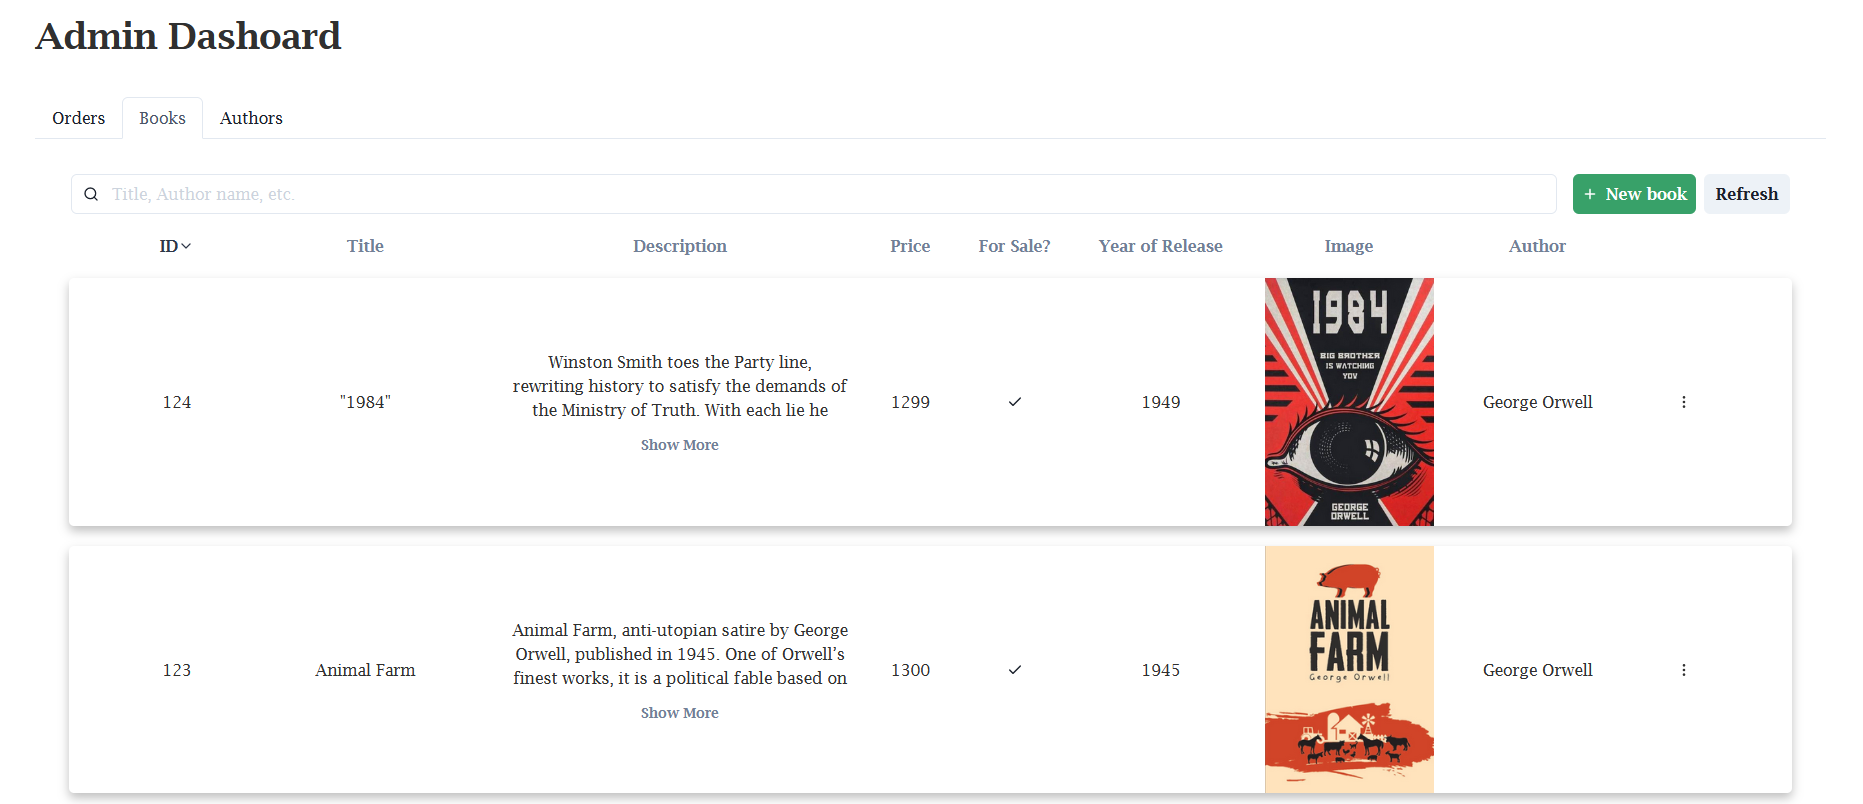 Admin Dashoard
Orders Books Authors
Title, Author name, etc.
+ New book Refresh
ID Title Description Price For Sale? Year of Release Image Author
124
"1984"
Winston Smith toes the Party line,
rewriting history to satisfy the demands of
the Ministry of Truth. With each lie he
Show More
1299
1949
1984
BIG BROTHER
IS WATCHING
YOU
GEORGE
ORWELL
George Orwell
123
Animal Farm
Animal Farm, anti-utopian satire by George
Orwell, published in 1945. One of Orwell’s
finest works, it is a political fable based on
Show More
1300
1945
ANIMAL
FARM
George Orwell
George Orwell